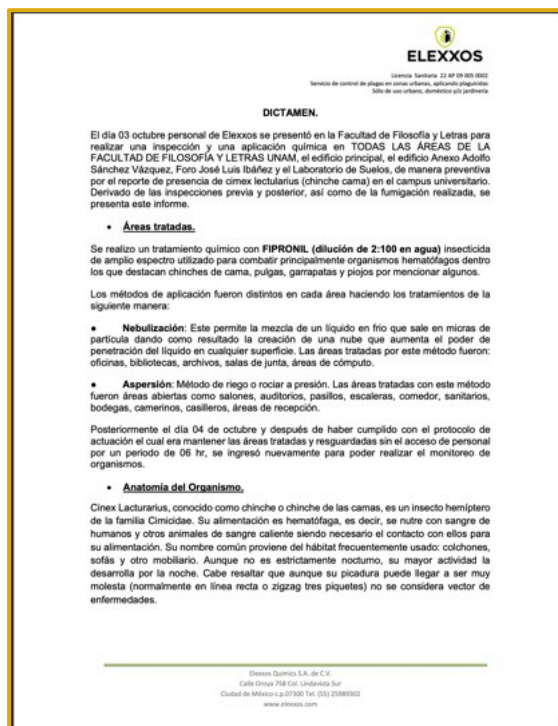 ELEXXOS
Licencia Sanitaria 22 AP 09 005 0002
Servicio de control de plagas en zonas urbanas, aplicando plaguicidas
Sólo de uso urbano, doméstico y/o jardinería
DICTAMEN.
El día 03 octubre personal de Elexxos se presentó en la Facultad de Filosofía y Letras para
realizar una inspección y una aplicación química en TODAS LAS ÁREAS DE LA
FACULTAD DE FILOSOFÍA Y LETRAS UNAM, el edificio principal, el edificio Anexo Adolfo
Sánchez Vázquez, Foro José Luis Ibáñez y el Laboratorio de Suelos, de manera preventiva
por el reporte de presencia de cimex lectularius (chinche cama) en el campus universitario.
Derivado de las inspecciones previa y posterior, así como de la fumigación realizada, se
presenta este informe.
• Áreas tratadas.
Se realizo un tratamiento químico con FIPRONIL (dilución de 2:100 en agua) insecticida
de amplio espectro utilizado para combatir principalmente organismos hematófagos dentro
los que destacan chinches de cama, pulgas, garrapatas y piojos por mencionar algunos.
Los métodos de aplicación fueron distintos en cada área haciendo los tratamientos de la
siguiente manera:
● Nebulización: Este permite la mezcla de un líquido en frio que sale en micras de
partícula dando como resultado la creación de una nube que aumenta el poder de
penetración del líquido en cualquier superficie. Las áreas tratadas por este método fueron:
oficinas, bibliotecas, archivos, salas de junta, áreas de cómputo.
● Aspersión: Método de riego o rociar a presión. Las áreas tratadas con este método
fueron áreas abiertas como salones, auditorios, pasillos, escaleras, comedor, sanitarios,
bodegas, camerinos, casilleros, áreas de recepción.
Posteriormente el día 04 de octubre y después de haber cumplido con el protocolo de
actuación el cual era mantener las áreas tratadas y resguardadas sin el acceso de personal
por un periodo de 06 hr, se ingresó nuevamente para poder realizar el monitoreo de
organismos.
• Anatomía del Organismo.
Cinex Lacturarius, conocido como chinche o chinche de las camas, es un insecto hemíptero
de la familia Cimicidae. Su alimentación es hematófaga, es decir, se nutre con sangre de
humanos y otros animales de sangre caliente siendo necesario el contacto con ellos para
su alimentación. Su nombre común proviene del hábitat frecuentemente usado: colchones,
sofás y otro mobiliario. Aunque no es estrictamente nocturno, su mayor actividad la
desarrolla por la noche. Cabe resaltar que aunque su picadura puede llegar a ser muy
molesta (normalmente en línea recta o zigzag tres piquetes) no se considera vector de
enfermedades.
Elexxos Quimics S.A. de C.V.
Calle Oroya 758 Col. Lindavista Sur
Ciudad de México c.p.07300 Tel. (55) 25989302
www.elexxos.com